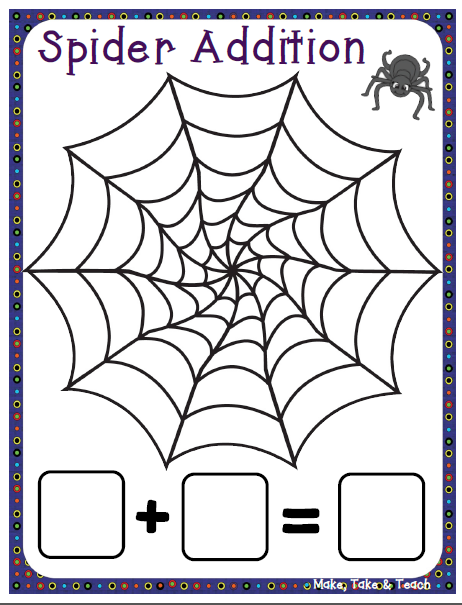 Spider Addition
+ =
Make, Take & Teach